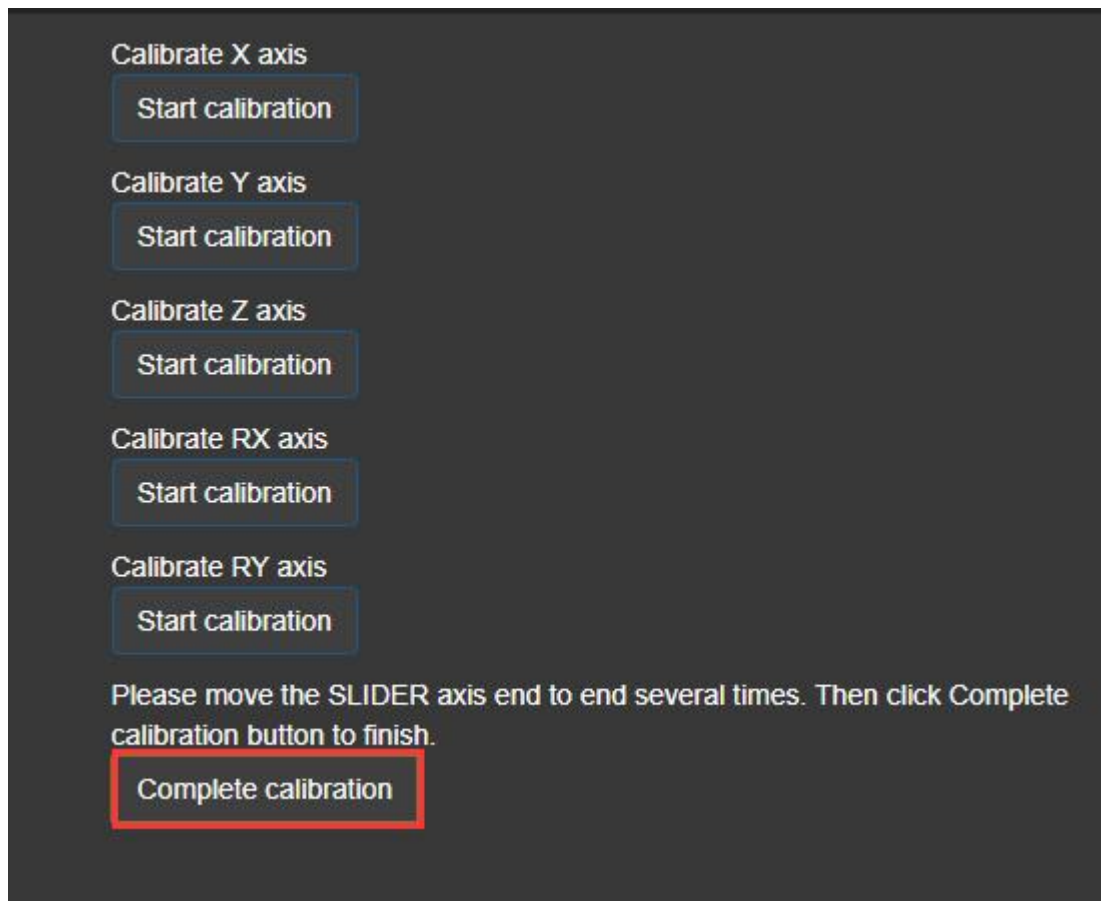 Calibrate X axis
Start calibration
Calibrate Y axis
Start calibration
Calibrate Z axis
Start calibration
Calibrate RX axis
Start calibration
Calibrate RY axis
Start calibration
Please move the SLIDER axis end to end several times. Then click Complete
calibration button to finish.
Complete calibration